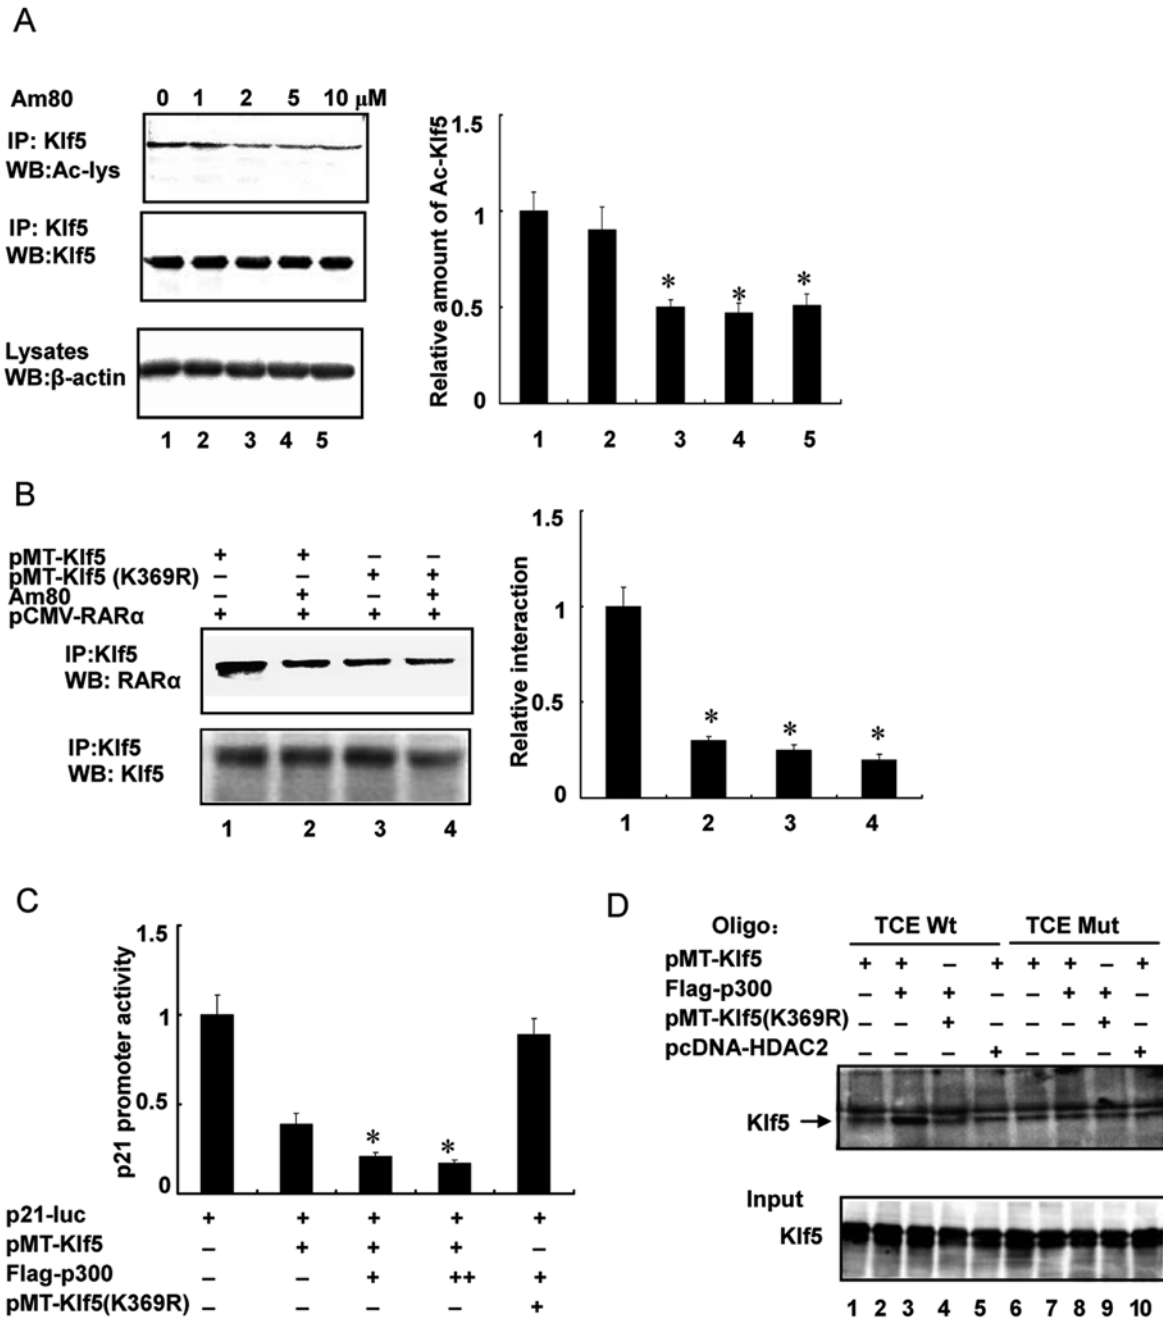 A
Am80 0 1 2 5 10 μM
IP: Klf5
WB:Ac-lys
IP: Klf5
WB:Klf5
Lysates
WB:β-actin
1 2 3 4 5
Relative amount of Ac-Klf5
1.5
1
0.5
0
* * *
1 2 3 4 5
B
pMT-Klf5 + + – –
pMT-Klf5 (K369R) – – + +
Am80 – + – +
pCMV-RARα + + + +
IP:Klf5
WB: RARα
IP:Klf5
WB: Klf5
1 2 3 4
Relative interaction
1.5
1
0.5
0
* * *
1 2 3 4
C
p21 promoter activity
1.5
1
0.5
0
* *
p21-luc + + + + +
pMT-Klf5 – + + + –
Flag-p300 – – + ++ +
pMT-Klf5(K369R) – – – – +
D
Oligo: TCE Wt TCE Mut
pMT-Klf5 + + – + + + – +
Flag-p300 – + + – – + + –
pMT-Klf5(K369R) – – + – – – + –
pcDNA-HDAC2 – – – + – – – +
Klf5
Input
Klf5
1 2 3 4 5 6 7 8 9 10